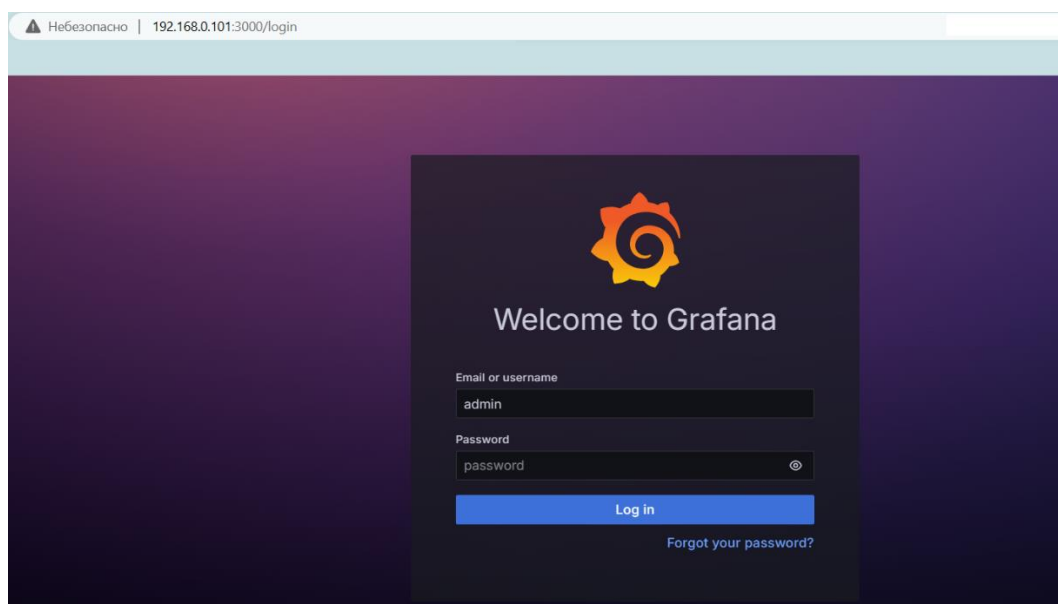 Небезопасно | 192.168.0.101:3000/login
Welcome to Grafana
Email or username
admin
Password
password
Log in
Forgot your password?